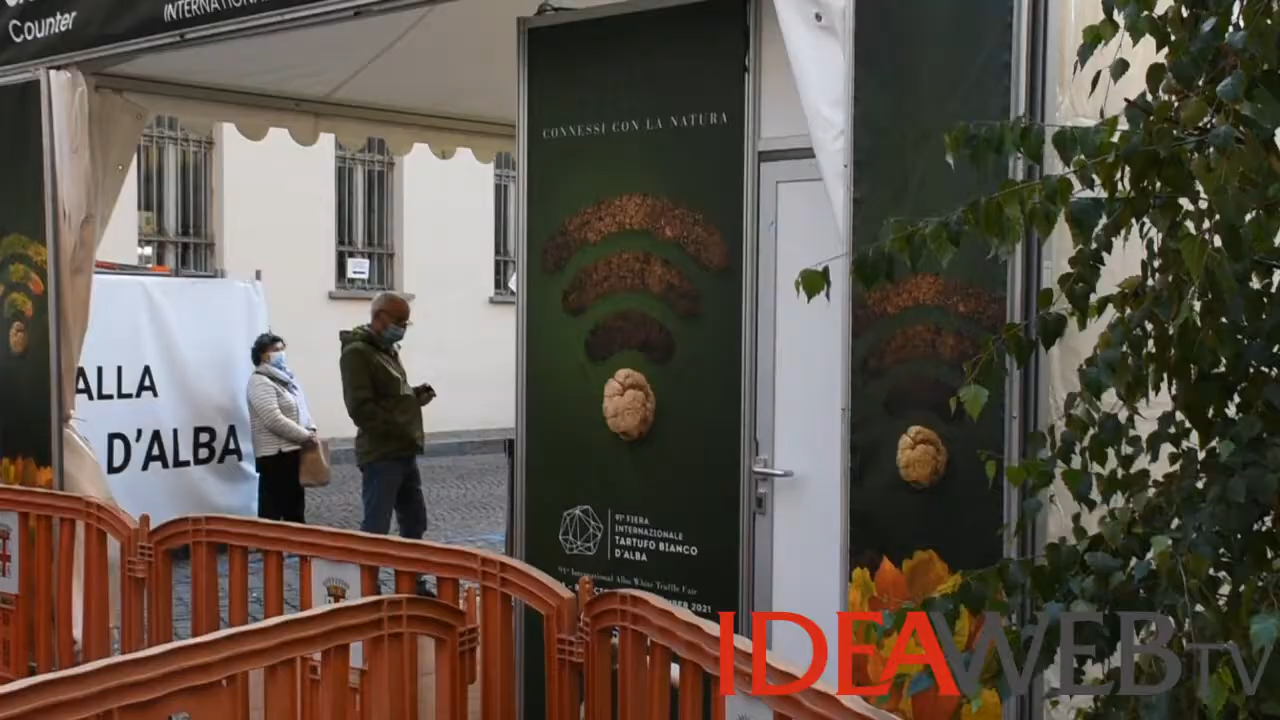 Counter
INTERNATIONAL
CONNESSI CON LA NATURA
ALLA
D'ALBA
91ª FIERA
INTERNAZIONALE
TARTUFO BIANCO
D'ALBA
91st International Alba White Truffle Fair
2021
IDEAWEBTV